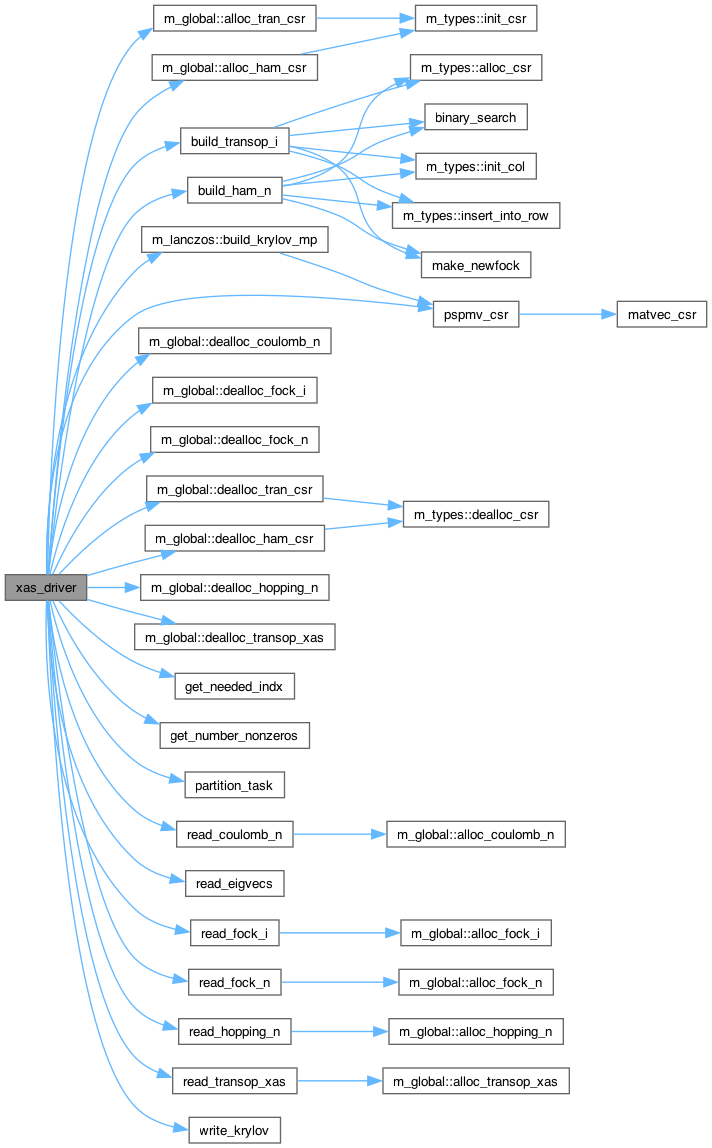 m_global::alloc_tran_csr
m_types::init_csr
m_global::alloc_ham_csr
m_types::alloc_csr
binary_search
build_transop_i
m_types::init_col
build_ham_n
m_types::insert_into_row
m_lanczos::build_krylov_mp
make_newfock
pspmv_csr
matvec_csr
m_global::dealloc_coulomb_n
m_global::dealloc_fock_i
m_global::dealloc_fock_n
m_global::dealloc_tran_csr
m_types::dealloc_csr
m_global::dealloc_ham_csr
xas_driver
m_global::dealloc_hopping_n
m_global::dealloc_transop_xas
get_needed_indx
get_number_nonzeros
partition_task
read_coulomb_n
m_global::alloc_coulomb_n
read_eigvecs
read_fock_i
m_global::alloc_fock_i
read_fock_n
m_global::alloc_fock_n
read_hopping_n
m_global::alloc_hopping_n
read_transop_xas
m_global::alloc_transop_xas
write_krylov